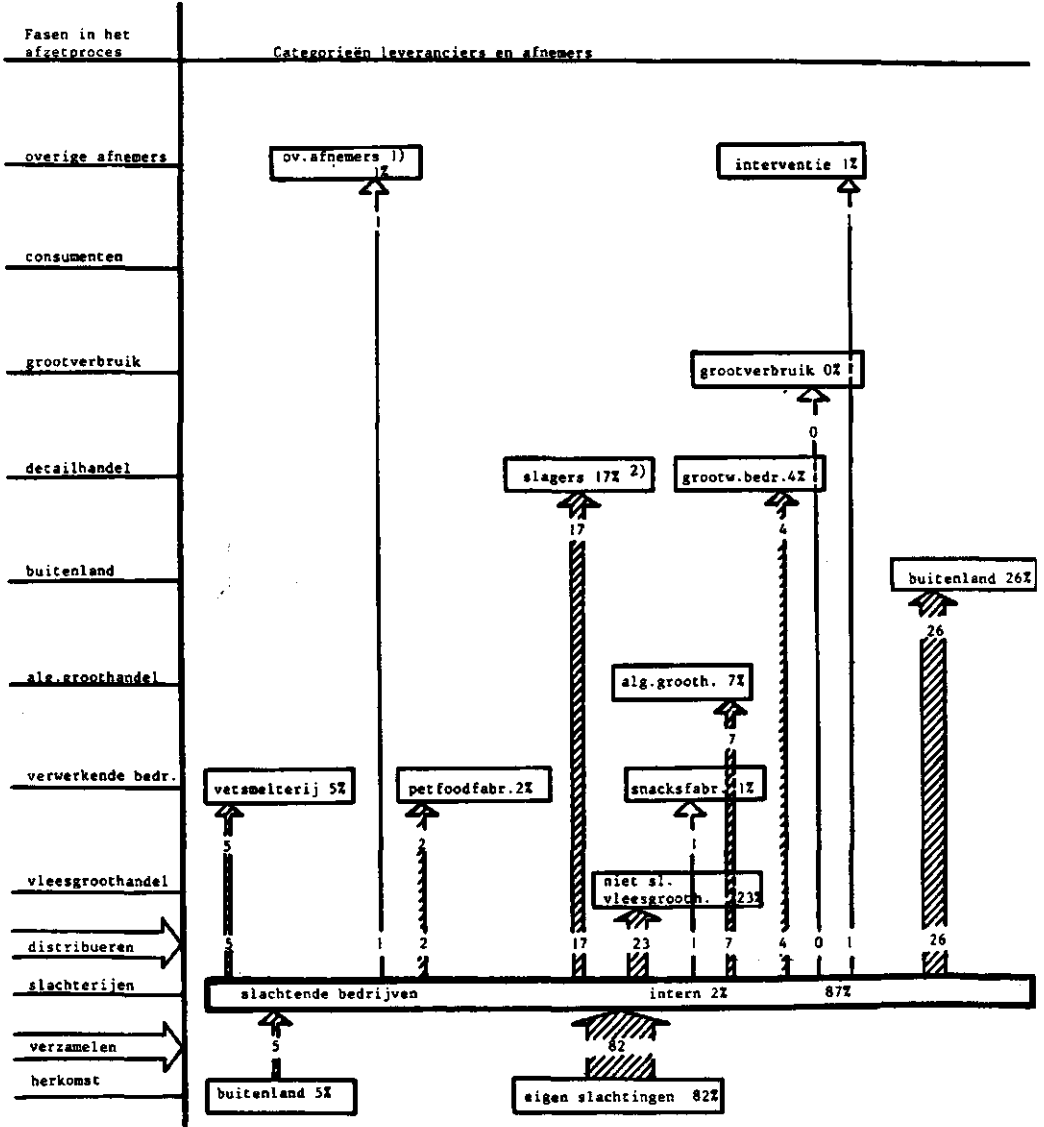 Fasen in het
afzetproces
Categorieën leveranciers en afnemers
overige afnemers
ov.afnemers 1)
1%
interventie 1%
consumenten
grootverbruik
grootverbruik 0%
0
detailhandel
slagers 17% 2)
grootw.bedr.4%
17
4
buitenland
buitenland 26%
26
alg.groothandel
alg.grooth. 7%
7
verwerkende bedr.
vetsmelterij 5%
petfoodfabr.2%
snacksfabr. 1%
5
2
1
vleesgroothandel
niet sl.
vleesgrooth. 23%
distribueren
5 1 2 17 23 1 7 4 0 1 26
slachterijen
slachtende bedrijven intern 2% 87%
verzamelen
5 82
herkomst
buitenland 5%
eigen slachtingen 82%